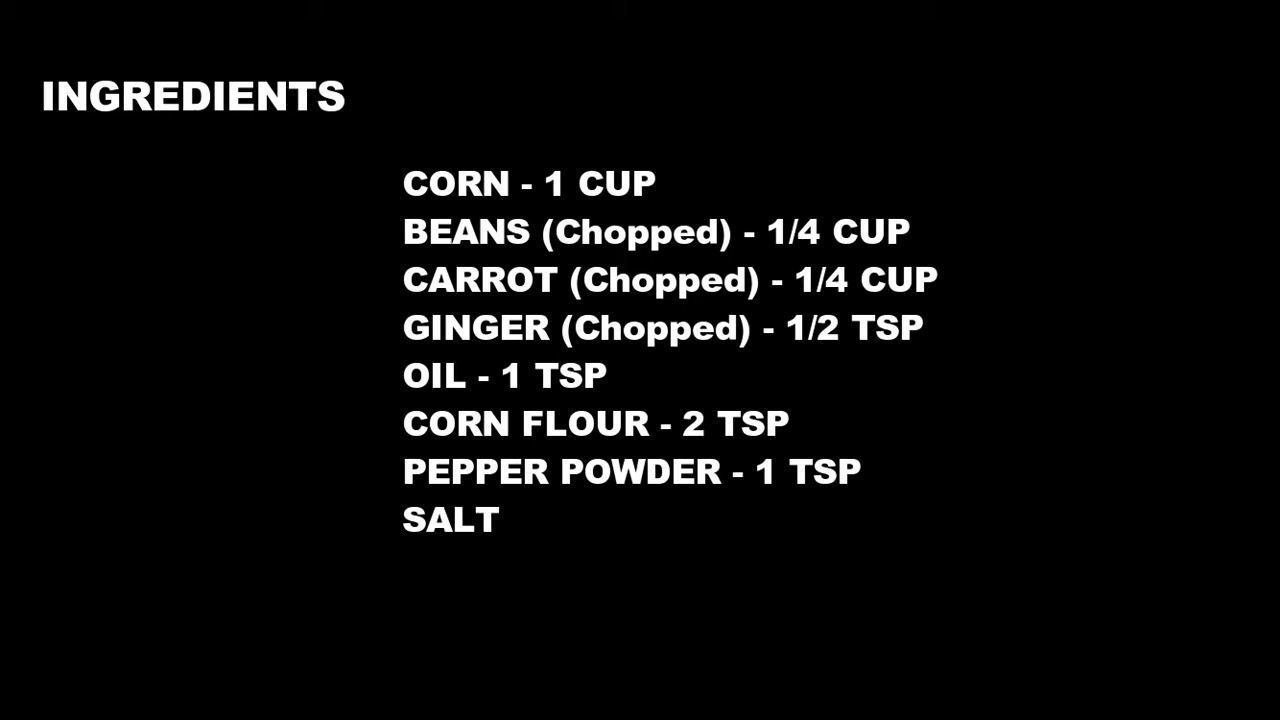 INGREDIENTS
CORN - 1 CUP
BEANS (Chopped) - 1/4 CUP
CARROT (Chopped) - 1/4 CUP
GINGER (Chopped) - 1/2 TSP
OIL - 1 TSP
CORN FLOUR - 2 TSP
PEPPER POWDER - 1 TSP
SALT